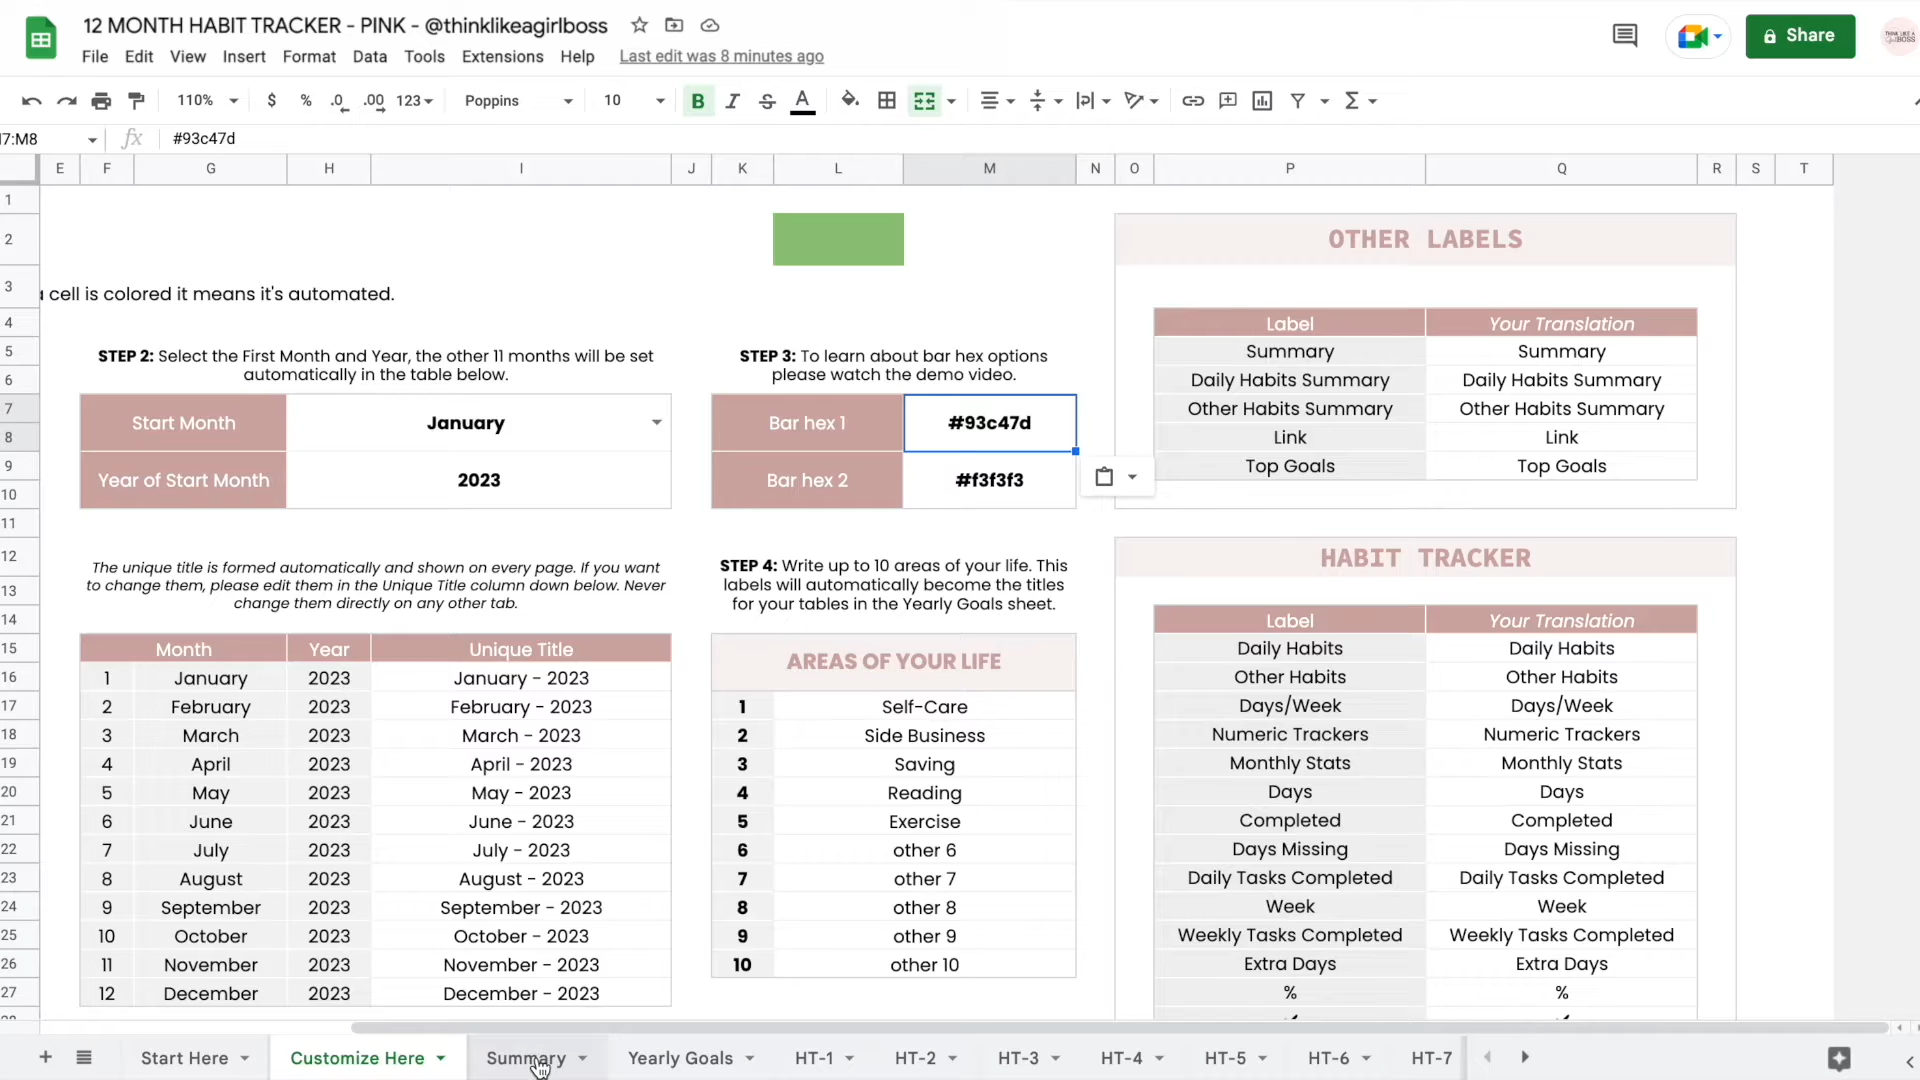 12 MONTH HABIT TRACKER - PINK - @thinklikeagirlboss
File Edit View Insert Format Data Tools Extensions Help Last edit was 8 minutes ago
Share
110% $ % .0 .00 123 Poppins 10 B I S A
I7:M8 fx #93c47d
E F G H I J K L M N O P Q R S T
1
2 OTHER LABELS
3 a cell is colored it means it's automated.
4 Label Your Translation
5 Summary Summary
6 Daily Habits Summary Daily Habits Summary
7 Other Habits Summary Other Habits Summary
8 Link Link
9 Top Goals Top Goals
10
11
STEP 2: Select the First Month and Year, the other 11 months will be set
automatically in the table below.
Start Month January
Year of Start Month 2023
STEP 3: To learn about bar hex options
please watch the demo video.
Bar hex 1 #93c47d
Bar hex 2 #f3f3f3
12 HABIT TRACKER
13
14 Label Your Translation
The unique title is formed automatically and shown on every page. If you want
to change them, please edit them in the Unique Title column down below. Never
change them directly on any other tab.
STEP 4: Write up to 10 areas of your life. This
labels will automatically become the titles
for your tables in the Yearly Goals sheet.
AREAS OF YOUR LIFE
15 Month Year Unique Title Daily Habits Daily Habits
16 1 January 2023 January - 2023 Other Habits Other Habits
17 2 February 2023 February - 2023 1 Self-Care Days/Week Days/Week
18 3 March 2023 March - 2023 2 Side Business Numeric Trackers Numeric Trackers
19 4 April 2023 April - 2023 3 Saving Monthly Stats Monthly Stats
20 5 May 2023 May - 2023 4 Reading Days Days
21 6 June 2023 June - 2023 5 Exercise Completed Completed
22 7 July 2023 July - 2023 6 other 6 Days Missing Days Missing
23 8 August 2023 August - 2023 7 other 7 Daily Tasks Completed Daily Tasks Completed
24 9 September 2023 September - 2023 8 other 8 Week Week
25 10 October 2023 October - 2023 9 other 9 Weekly Tasks Completed Weekly Tasks Completed
26 11 November 2023 November - 2023 10 other 10 Extra Days Extra Days
27 12 December 2023 December - 2023 % %
Start Here Customize Here Summary Yearly Goals HT-1 HT-2 HT-3 HT-4 HT-5 HT-6 HT-7